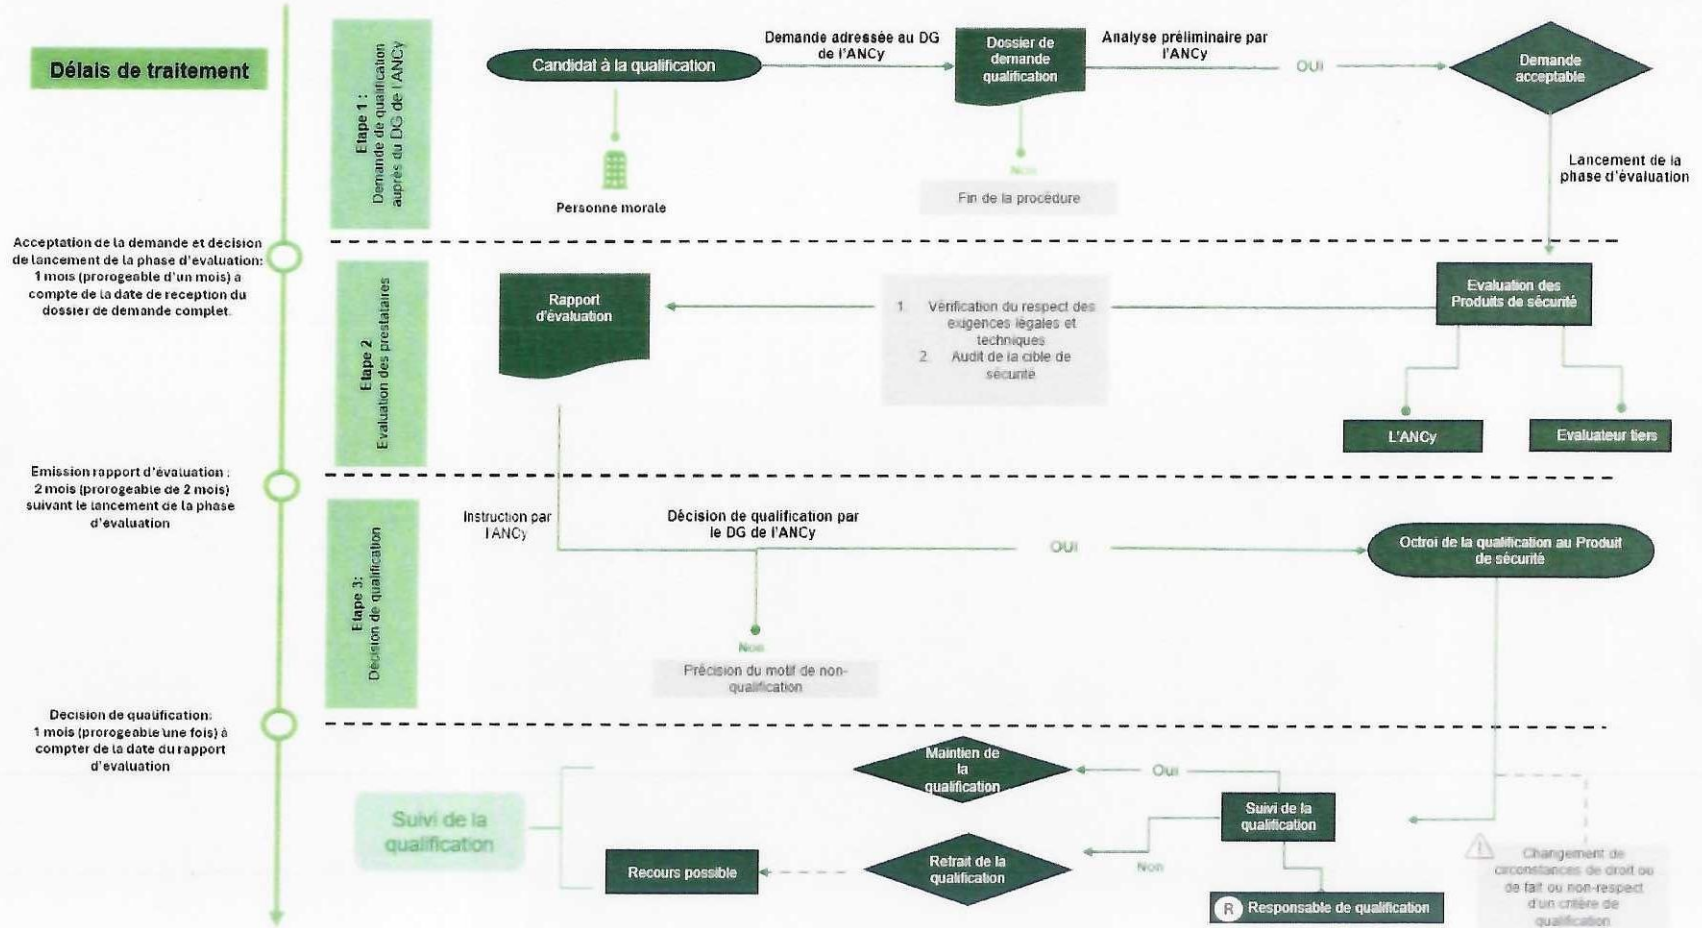 Délais de traitement
Acceptation de la demande et decision
de lancement de la phase d'évaluation:
1 mois (prorogeable d'un mois) à
compte de la date de reception du
dossier de demande complet.
Emission rapport d'évaluation :
2 mois (prorogeable de 2 mois)
suivant le lancement de la phase
d'évaluation
Decision de qualification:
1 mois (prorogeable une fois) à
compter de la date du rapport
d'evaluation
Etape 1 :
Demande de qualification
auprès du DG de l'ANCy
Candidat à la qualification
Personne morale
Demande adressée au DG
de l'ANCy
Dossier de
demande
qualification
Non
Fin de la procédure
Analyse préliminaire par
l'ANCy
OUI
Demande
acceptable
Lancement de la
phase d'évaluation
Etape 2
Evaluation des prestataires
Rapport
d'évaluation
1. Vérification du respect des
exigences légales et
techniques
2. Audit de la cible de
sécurité
Evaluation des
Produits de sécurité
L'ANCy
Evaluateur tiers
Etape 3:
Décision de qualification
Instruction par
l'ANCy
Décision de qualification par
le DG de l'ANCy
OUI
Octroi de la qualification au Produit
de sécurité
Non
Précision du motif de non-
qualification
Suivi de la
qualification
Maintien de
la
qualification
Oui
Suivi de la
qualification
Recours possible
Retrait de la
qualification
Non
R Responsable de qualification
Changement de
circonstances de droit ou
de fait ou non-respect
d'un critère de
qualification